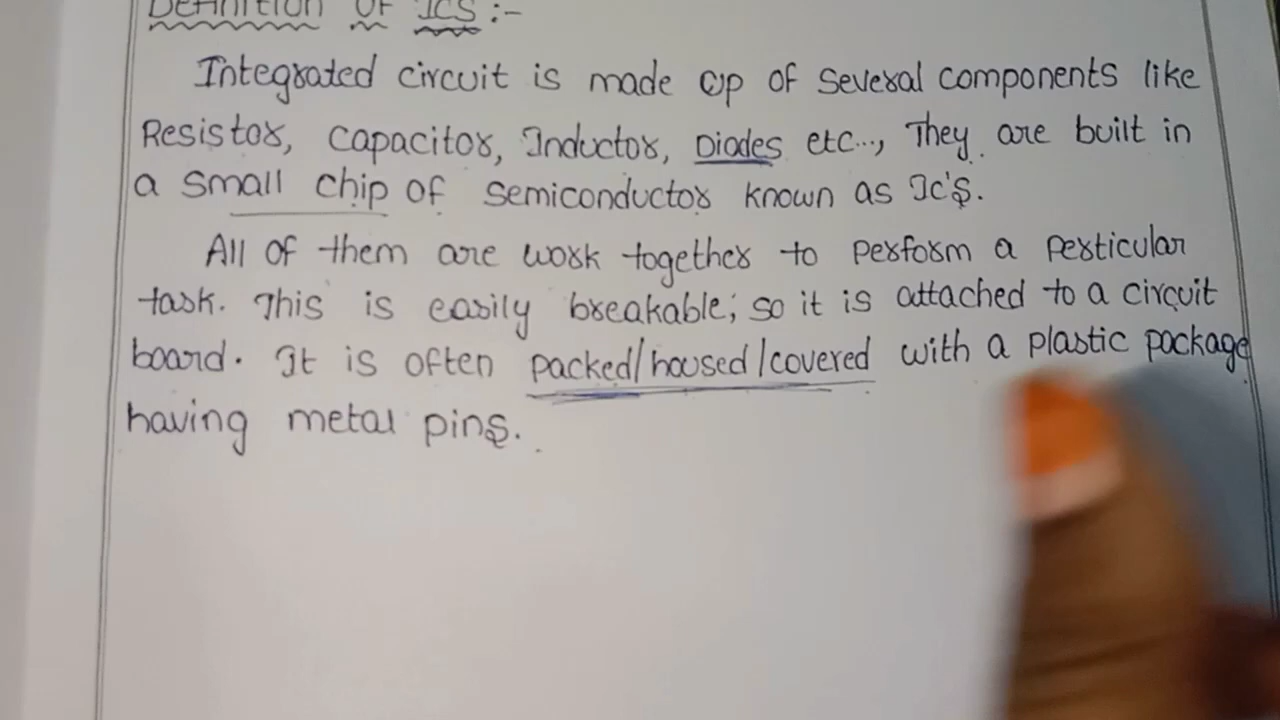 DEFINITION OF ICS :-
Integrated circuit is made up of several components like
Resistor, capacitor, Inductor, Diodes etc..., They are built in
a small chip of semiconductor known as Ic's.
All of them are work together to perform a perticular
task. This is easily breakable; so it is attached to a circuit
board. It is often packed/housed/covered with a plastic package
having metal pins.